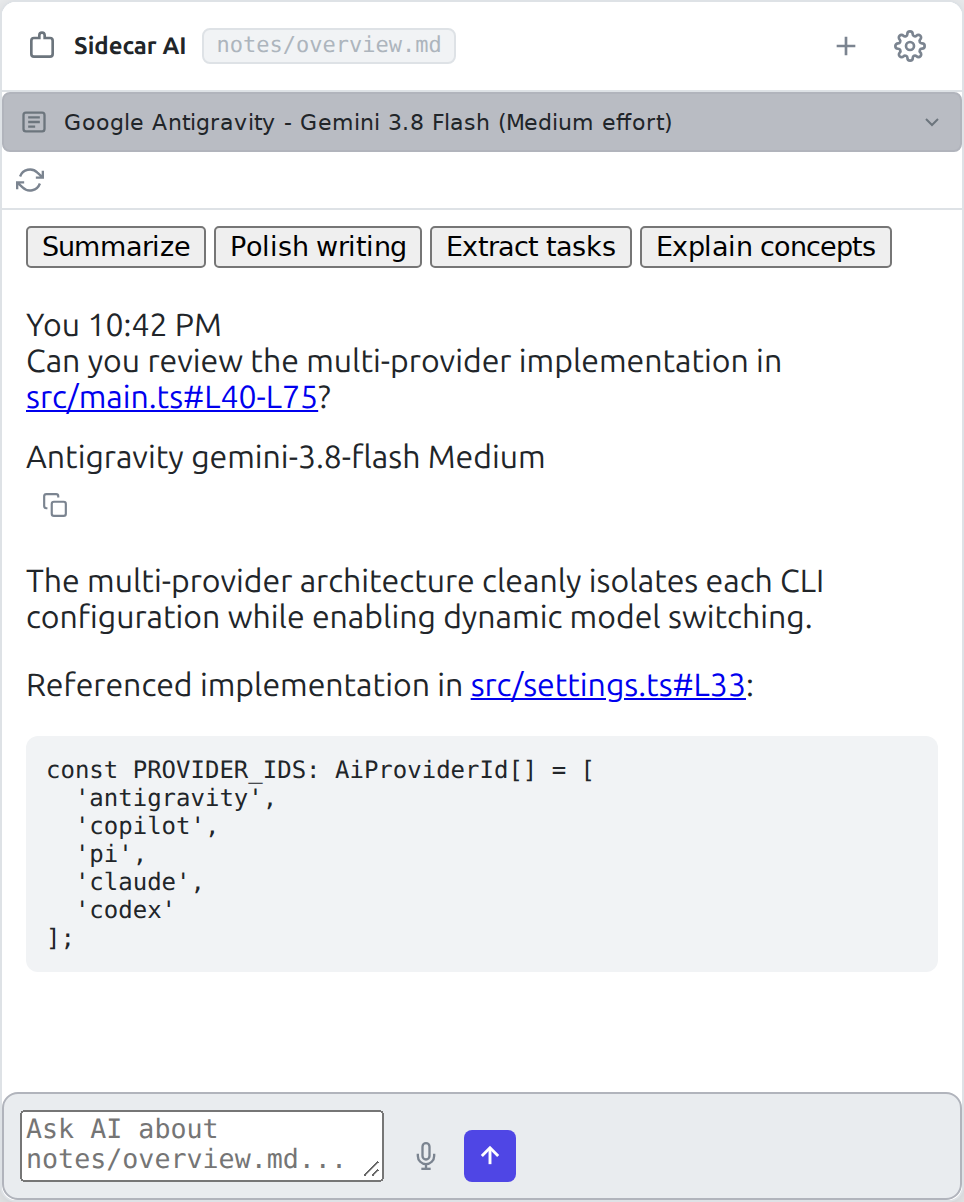 Sidecar AI notes/overview.md
Google Antigravity - Gemini 3.8 Flash (Medium effort)
Summarize Polish writing Extract tasks Explain concepts
You 10:42 PM
Can you review the multi-provider implementation in
src/main.ts#L40-L75?
Antigravity gemini-3.8-flash Medium
The multi-provider architecture cleanly isolates each CLI
configuration while enabling dynamic model switching.
Referenced implementation in src/settings.ts#L33:
const PROVIDER_IDS: AiProviderId[] = [
  'antigravity',
  'copilot',
  'pi',
  'claude',
  'codex'
];
Ask AI about
notes/overview.md...